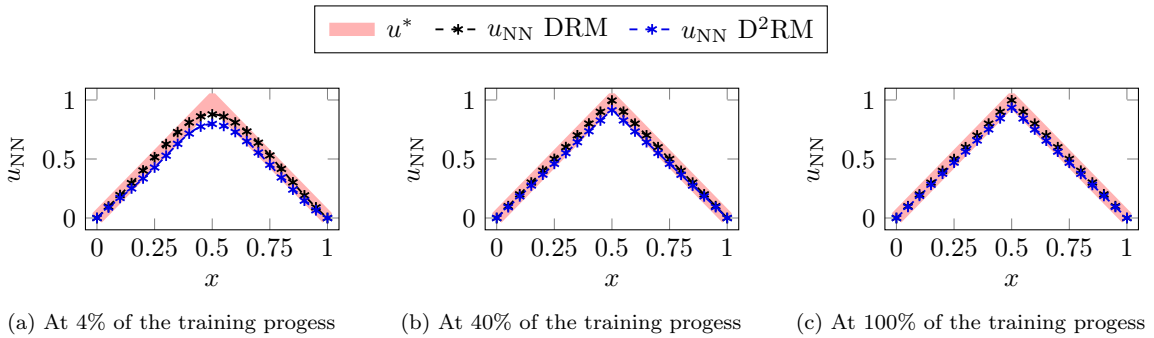 u* u_NN DRM u_NN D²RM
1 1 1
0.5 0.5 0.5
0 0 0
u_NN u_NN u_NN
0 0.25 0.5 0.75 1 0 0.25 0.5 0.75 1 0 0.25 0.5 0.75 1
x x x
(a) At 4% of the training progess (b) At 40% of the training progess (c) At 100% of the training progess